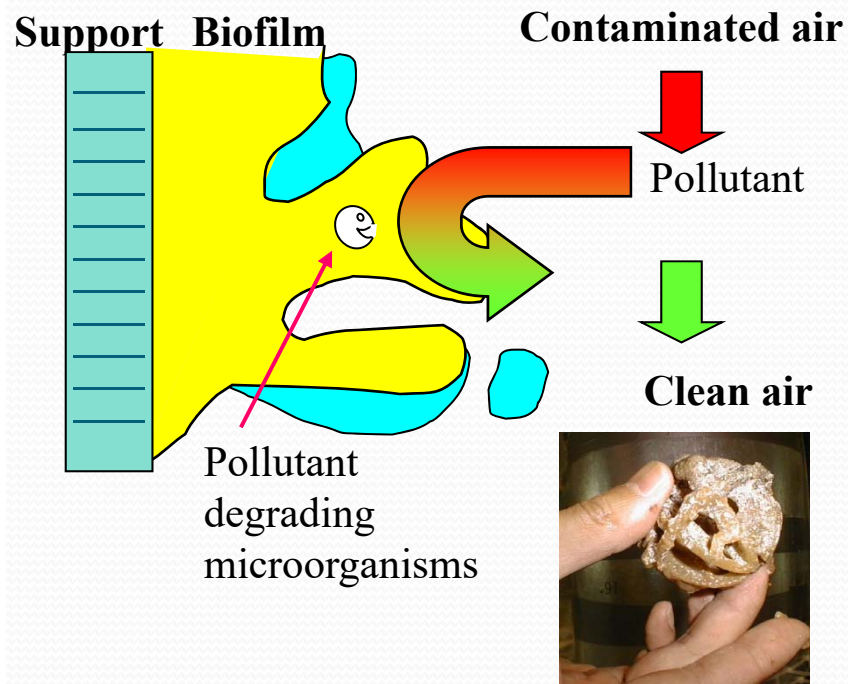 Support Biofilm
Contaminated air
Pollutant
Clean air
Pollutant
degrading
microorganisms